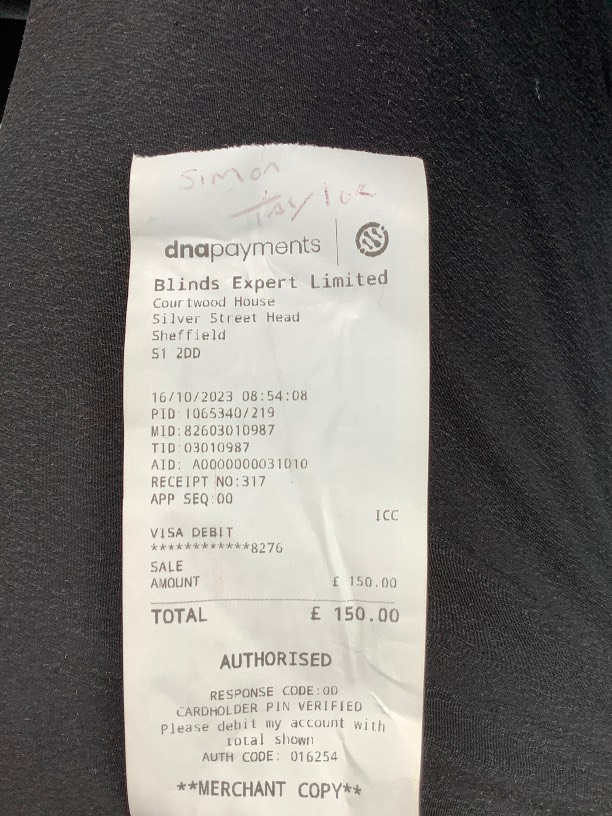 Simon
Taylor
dnapayments
Blinds Expert Limited
Courtwood House
Silver Street Head
Sheffield
S1 2DD
16/10/2023 08:54:08
PID:1065340/219
MID:82603010987
TID:03010987
AID: A0000000031010
RECEIPT NO:317
APP SEQ:00
ICC
VISA DEBIT
************8276
SALE
AMOUNT £ 150.00
TOTAL £ 150.00
AUTHORISED
RESPONSE CODE:00
CARDHOLDER PIN VERIFIED
Please debit my account with
total shown
AUTH CODE: 016254
**MERCHANT COPY**